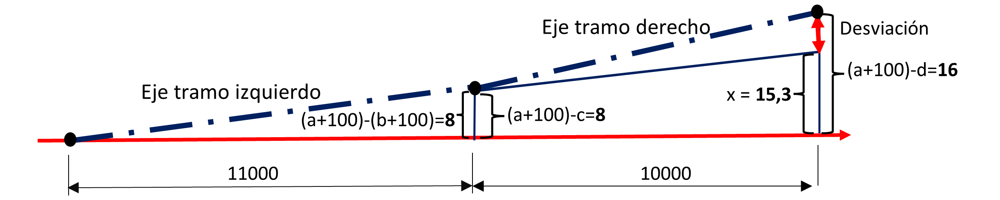 Eje tramo derecho
Desviación
(a+100)-d=16
Eje tramo izquierdo
x = 15,3
(a+100)-(b+100)=8
(a+100)-c=8
11000
10000